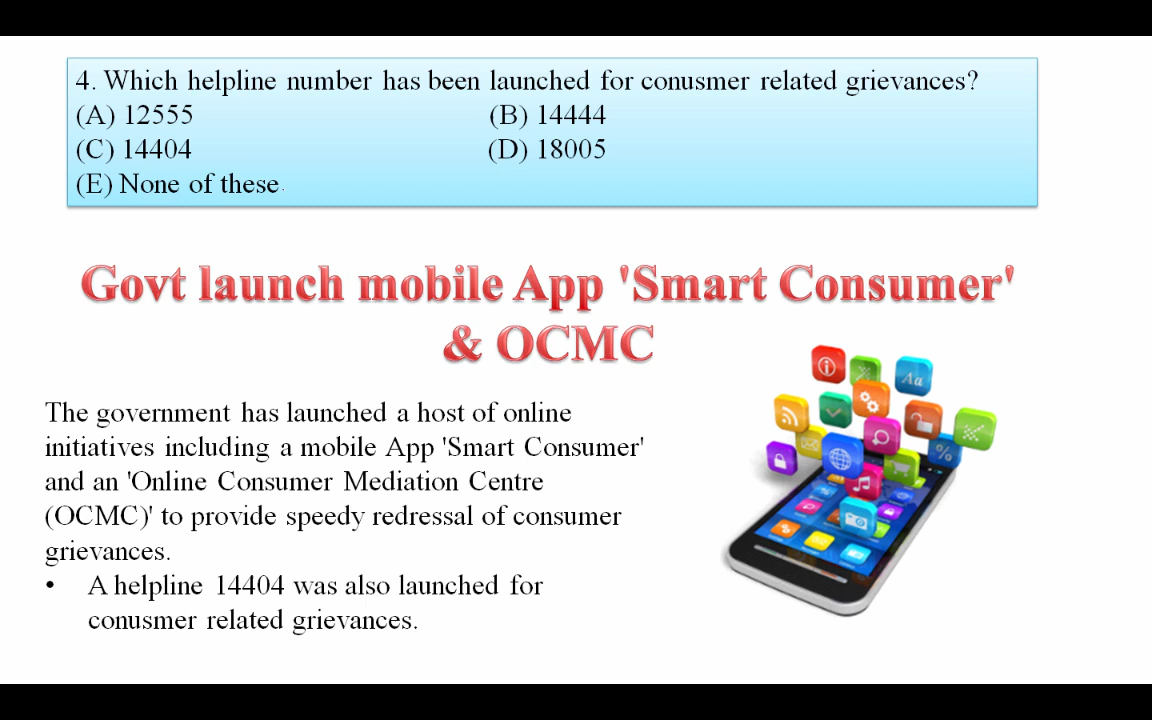 4. Which helpline number has been launched for conusmer related grievances?
(A) 12555 (B) 14444
(C) 14404 (D) 18005
(E) None of these.
Govt launch mobile App 'Smart Consumer'
& OCMC
The government has launched a host of online
initiatives including a mobile App 'Smart Consumer'
and an 'Online Consumer Mediation Centre
(OCMC)' to provide speedy redressal of consumer
grievances.
• A helpline 14404 was also launched for
conusmer related grievances.
Aa
%